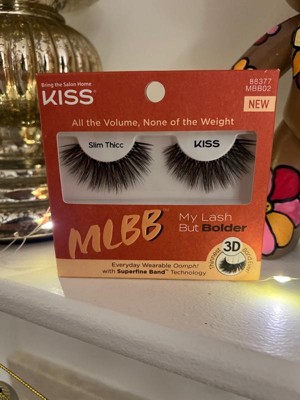 Bring the Salon Home
KISS
88377
MBB02
NEW
All the Volume, None of the Weight
Slim Thicc
KISS
MLBB
My Lash
But Bolder
3D
Everyday Wearable Oomph!
with Superfine Band™ Technology